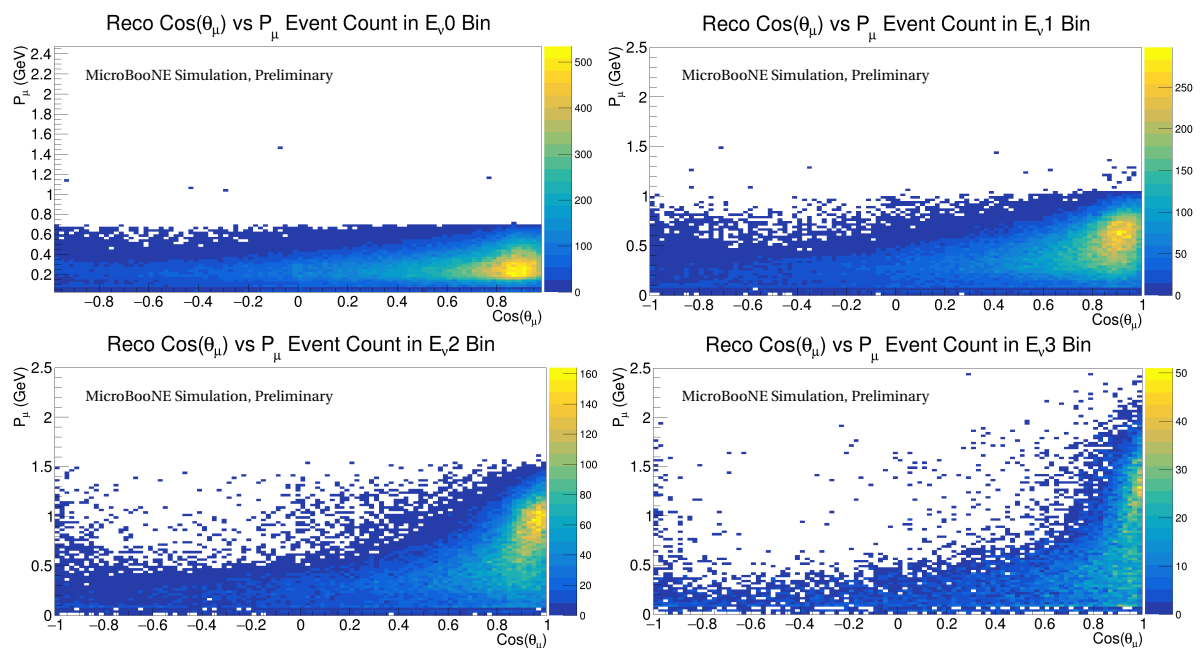 Reco Cos(θμ) vs Pμ Event Count in Eν0 Bin
Pμ (GeV)
MicroBooNE Simulation, Preliminary
2.4
2.2
2
1.8
1.6
1.4
1.2
1
0.8
0.6
0.4
0.2
−0.8 −0.6 −0.4 −0.2 0 0.2 0.4 0.6 0.8
Cos(θμ)
500
400
300
200
100
0
Reco Cos(θμ) vs Pμ Event Count in Eν1 Bin
Pμ (GeV)
MicroBooNE Simulation, Preliminary
2.5
2
1.5
1
0.5
0
−1 −0.8 −0.6 −0.4 −0.2 0 0.2 0.4 0.6 0.8 1
Cos(θμ)
250
200
150
100
50
0
Reco Cos(θμ) vs Pμ Event Count in Eν2 Bin
Pμ (GeV)
MicroBooNE Simulation, Preliminary
2.5
2
1.5
1
0.5
0
−1 −0.8 −0.6 −0.4 −0.2 0 0.2 0.4 0.6 0.8 1
Cos(θμ)
160
140
120
100
80
60
40
20
0
Reco Cos(θμ) vs Pμ Event Count in Eν3 Bin
Pμ (GeV)
MicroBooNE Simulation, Preliminary
2.5
2
1.5
1
0.5
0
−1 −0.8 −0.6 −0.4 −0.2 0 0.2 0.4 0.6 0.8 1
Cos(θμ)
50
40
30
20
10
0